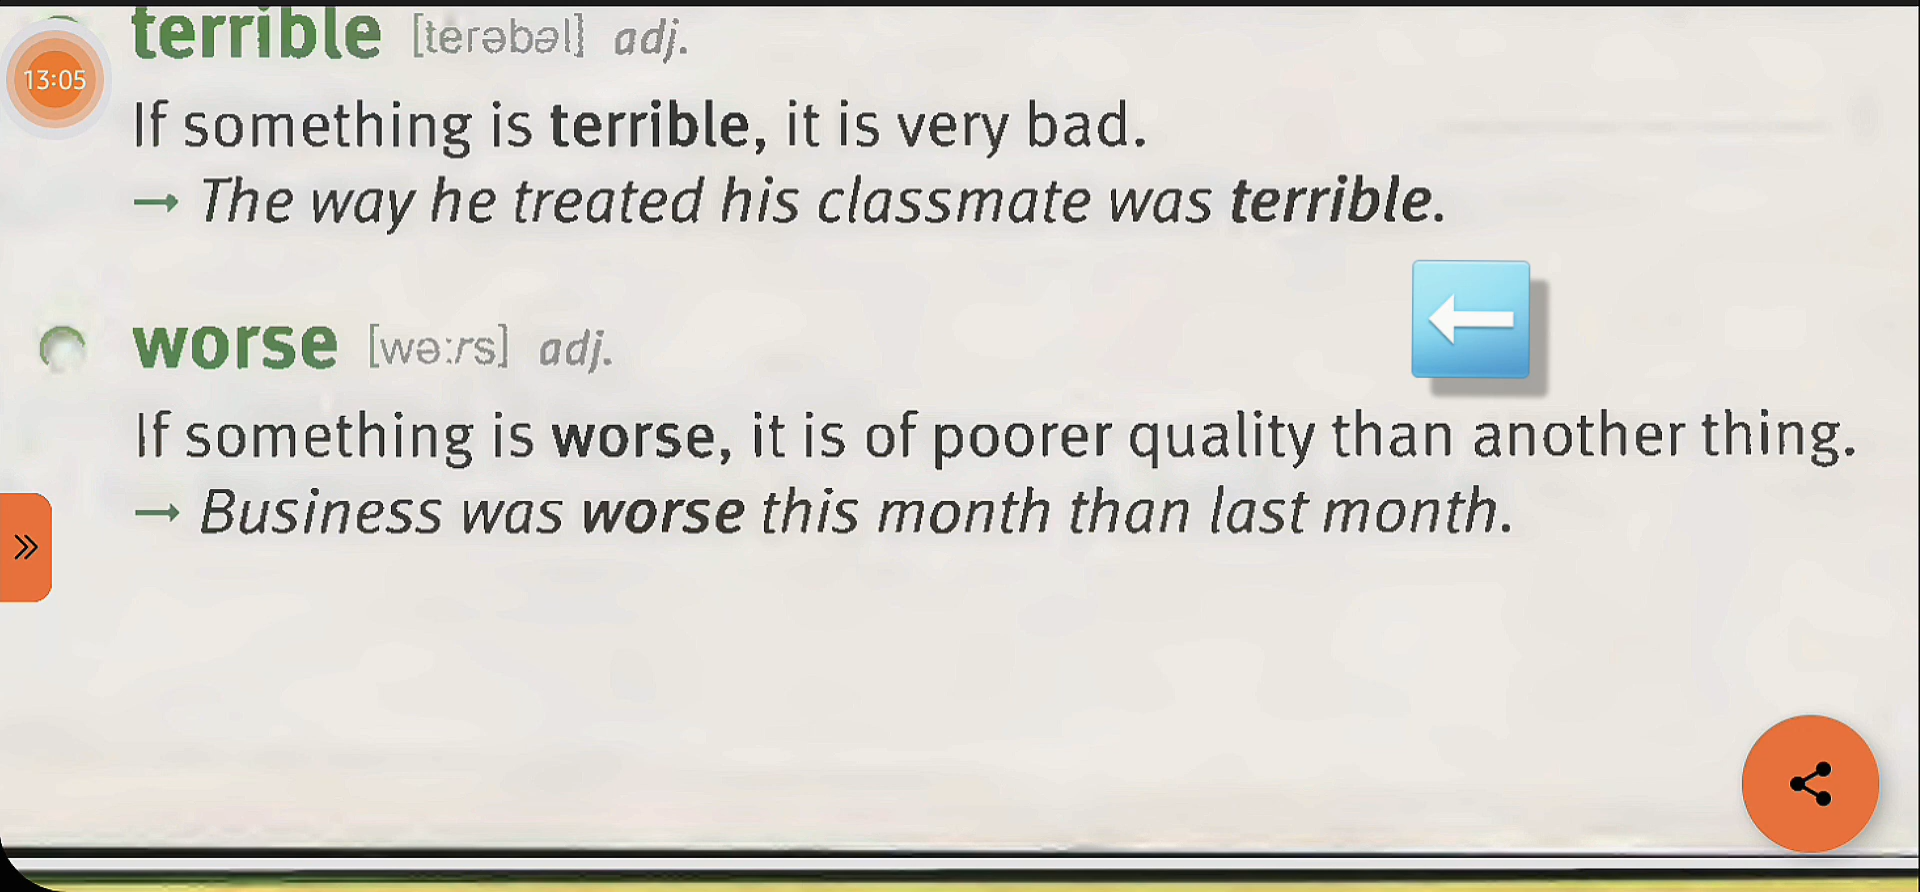 terrible [terəbəl] adj.
13:05
If something is terrible, it is very bad.
→ The way he treated his classmate was terrible.
worse [wəːrs] adj.
If something is worse, it is of poorer quality than another thing.
→ Business was worse this month than last month.